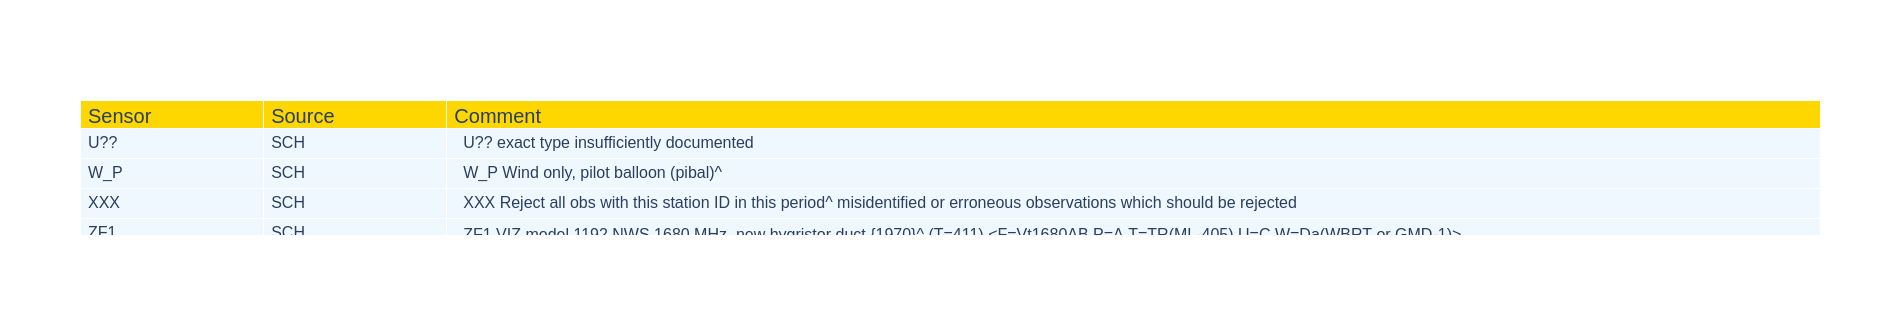 Sensor Source Comment
U?? SCH U?? exact type insufficiently documented
W_P SCH W_P Wind only, pilot balloon (pibal)^
XXX SCH XXX Reject all obs with this station ID in this period^ misidentified or erroneous observations which should be rejected
ZF1 SCH ZF1 VIZ model 1192 NWS 1680 MHz, new hygristor duct {1970}^ (T=411) <F=Vt1680AB P=A T=TR(ML-405) U=C W=Da(WBRT or GMD-1)>